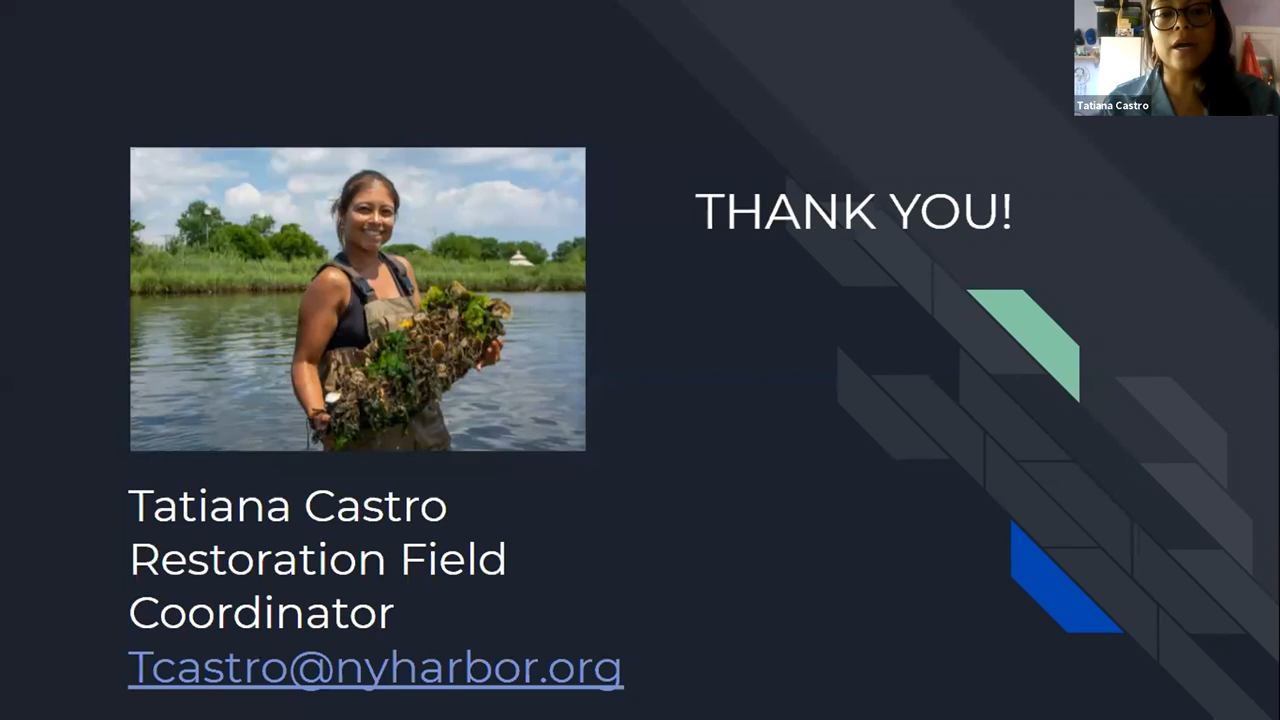 Tatiana Castro
THANK YOU!
Tatiana Castro
Restoration Field
Coordinator
Tcastro@nyharbor.org